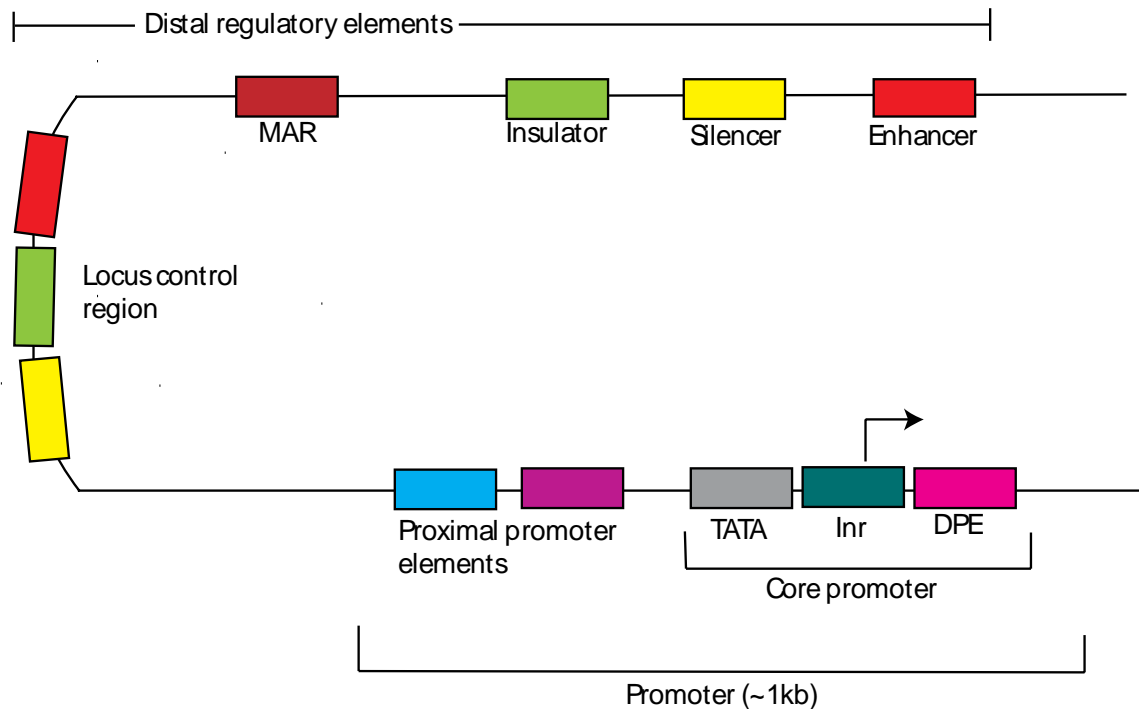 Distal regulatory elements
MAR
Insulator
Silencer
Enhancer
Locus control
region
Proximal promoter
elements
TATA
Inr
DPE
Core promoter
Promoter (~1kb)